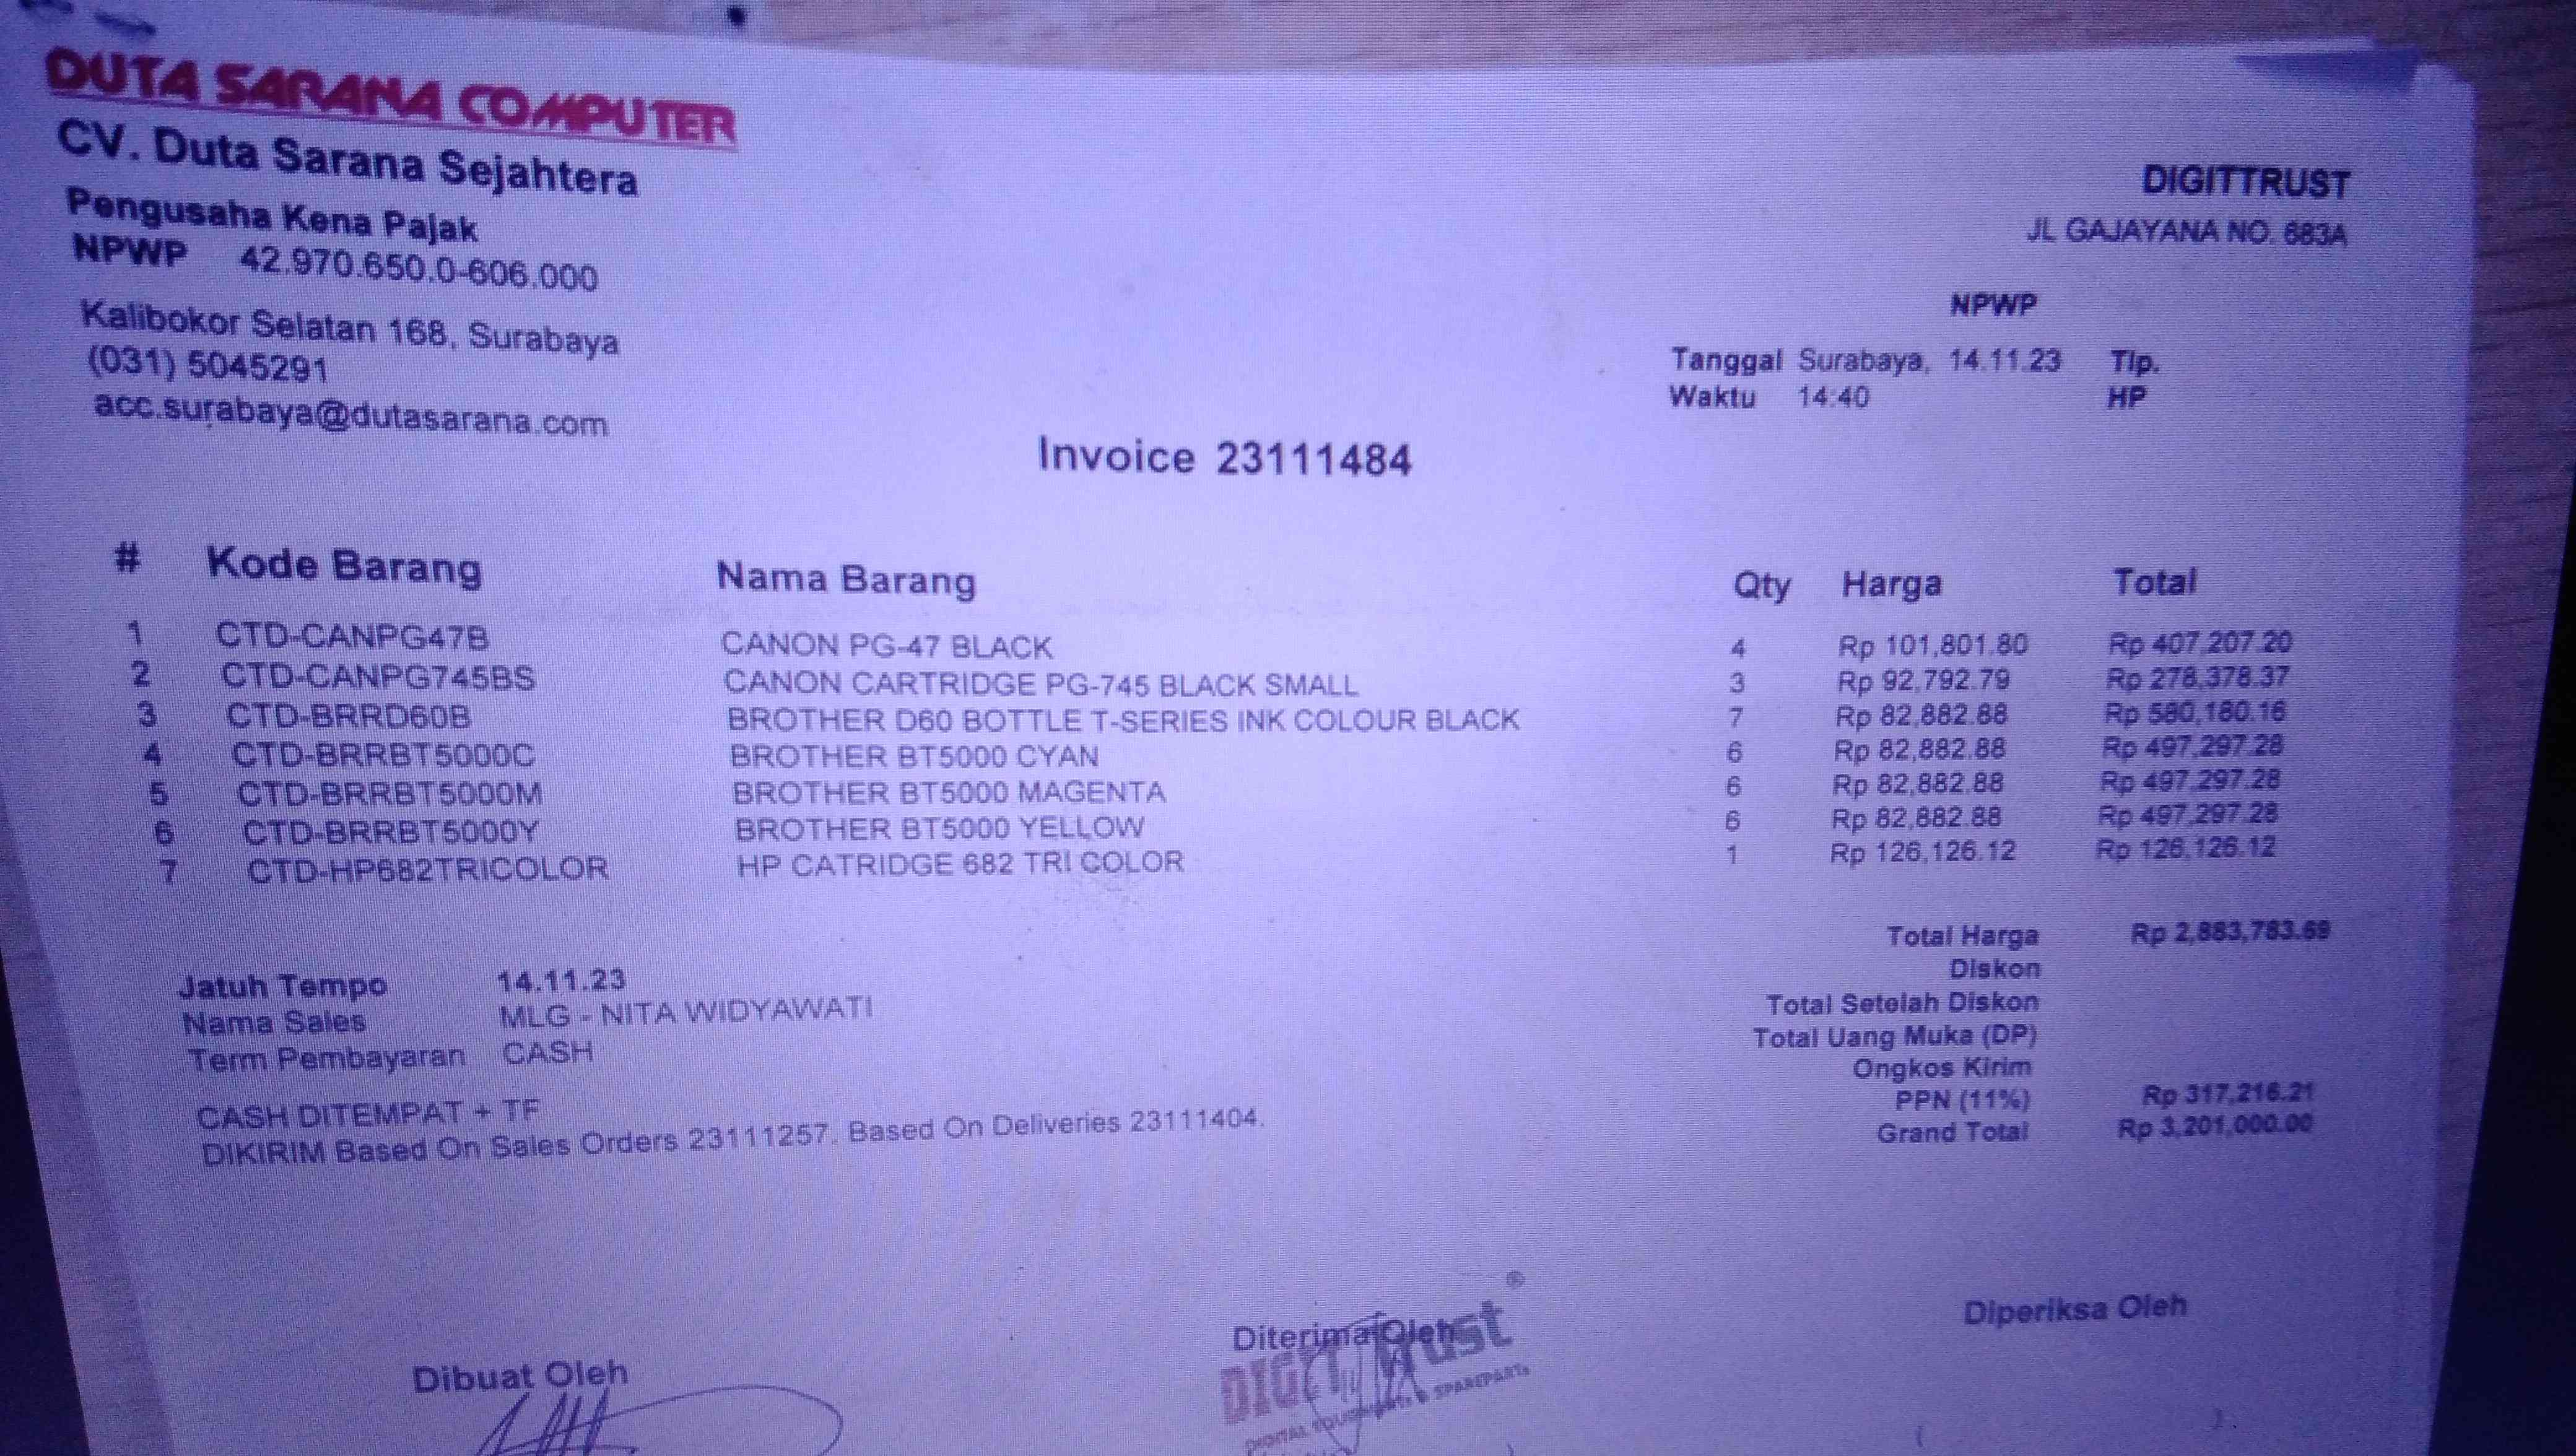 DUTA SARANA COMPUTER
CV. Duta Sarana Sejahtera
Pengusaha Kena Pajak
NPWP 42.970.650.0-606.000
Kalibokor Selatan 168, Surabaya
(031) 5045291
acc.surabaya@dutasarana.com
DIGITTRUST
JL GAJAYANA NO. 683A
NPWP
Tanggal Surabaya, 14.11.23 Tlp.
Waktu 14:40 HP
Invoice 23111484
# Kode Barang Nama Barang Qty Harga Total
1 CTD-CANPG47B CANON PG-47 BLACK 4 Rp 101,801.80 Rp 407,207.20
2 CTD-CANPG745BS CANON CARTRIDGE PG-745 BLACK SMALL 3 Rp 92,792.79 Rp 278,378.37
3 CTD-BRRD60B BROTHER D60 BOTTLE T-SERIES INK COLOUR BLACK 7 Rp 82,882.88 Rp 580,180.16
4 CTD-BRRBT5000C BROTHER BT5000 CYAN 6 Rp 82,882.88 Rp 497,297.28
5 CTD-BRRBT5000M BROTHER BT5000 MAGENTA 6 Rp 82,882.88 Rp 497,297.28
6 CTD-BRRBT5000Y BROTHER BT5000 YELLOW 6 Rp 82,882.88 Rp 497,297.28
7 CTD-HP682TRICOLOR HP CATRIDGE 682 TRI COLOR 1 Rp 126,126.12 Rp 126,126.12
Total Harga Rp 2,883,783.69
Diskon
Total Setelah Diskon
Total Uang Muka (DP)
Ongkos Kirim
PPN (11%) Rp 317,216.21
Grand Total Rp 3,201,000.00
Jatuh Tempo 14.11.23
Nama Sales MLG - NITA WIDYAWATI
Term Pembayaran CASH
CASH DITEMPAT + TF
DIKIRIM Based On Sales Orders 23111257. Based On Deliveries 23111404.
Dibuat Oleh
Diterima Oleh
Diperiksa Oleh
DIGITtrust ®
DIGITAL & SPAREPARTs